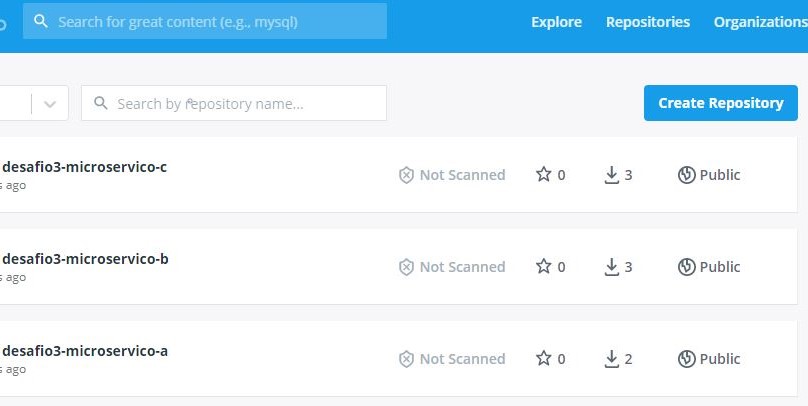 Search for great content (e.g., mysql) Explore Repositories Organizations
Search by repository name... Create Repository
desafio3-microservico-c
s ago
Not Scanned 0 3 Public
desafio3-microservico-b
s ago
Not Scanned 0 3 Public
desafio3-microservico-a
s ago
Not Scanned 0 2 Public